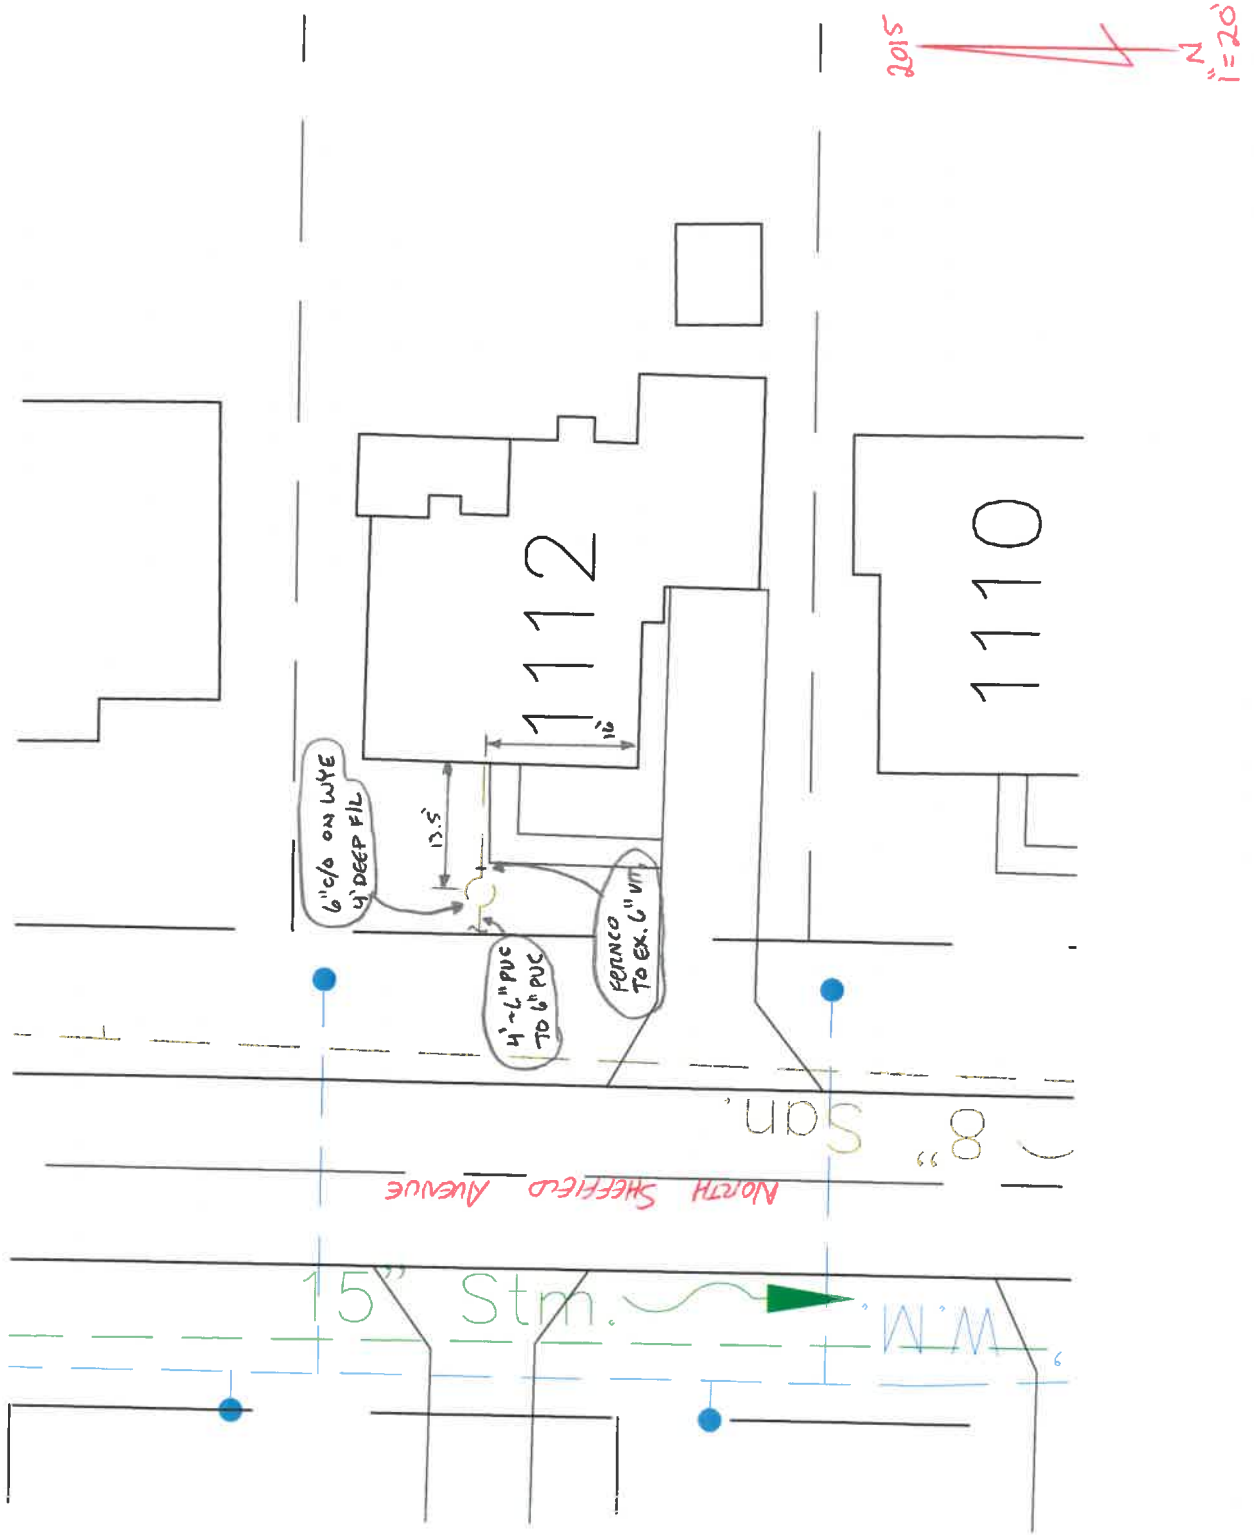 2015
N
1"=20'
1112
1110
16'
13.5'
6" C/O ON WYE
4' DEEP F/L
FERNCO
TO EX. 6" VIT.
4'~6" PVC
TO 6" PVC
8" San.
NORTH SHEFFIELD AVENUE
15" Stm.
W.M.